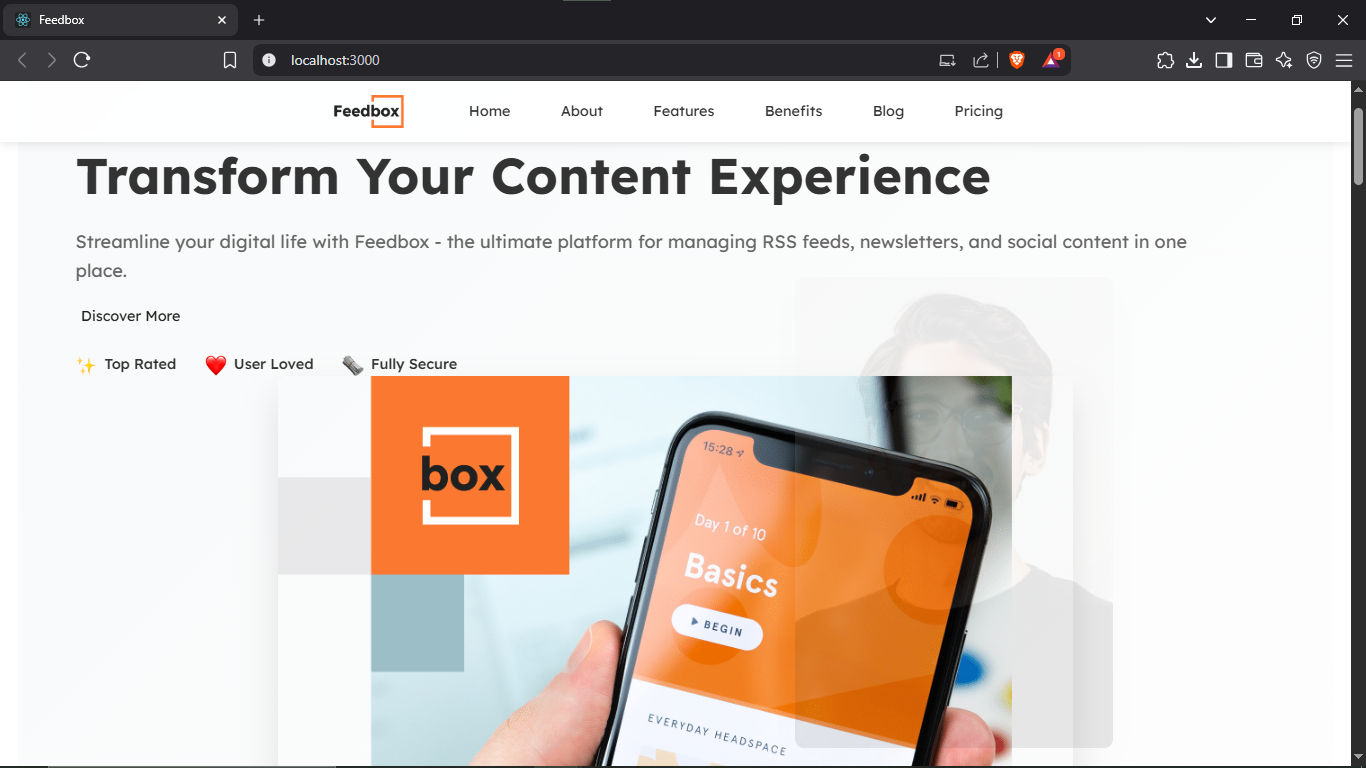 Feedbox
localhost:3000
1
Feedbox
Home
About
Features
Benefits
Blog
Pricing
Transform Your Content Experience
Streamline your digital life with Feedbox - the ultimate platform for managing RSS feeds, newsletters, and social content in one
place.
Discover More
✨ Top Rated
❤️ User Loved
🗞️ Fully Secure
box
15:28
Day 1 of 10
Basics
BEGIN
EVERYDAY HEADSPACE